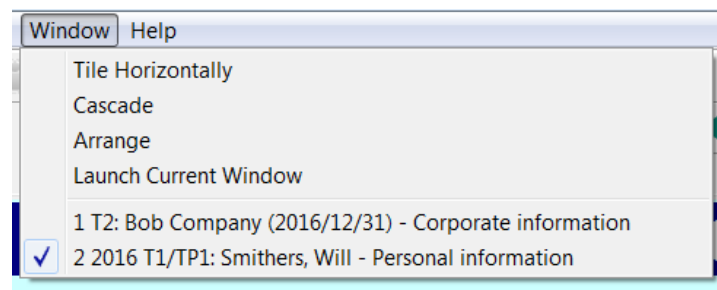 Window Help
Tile Horizontally
Cascade
Arrange
Launch Current Window
1 T2: Bob Company (2016/12/31) - Corporate information
2 2016 T1/TP1: Smithers, Will - Personal information